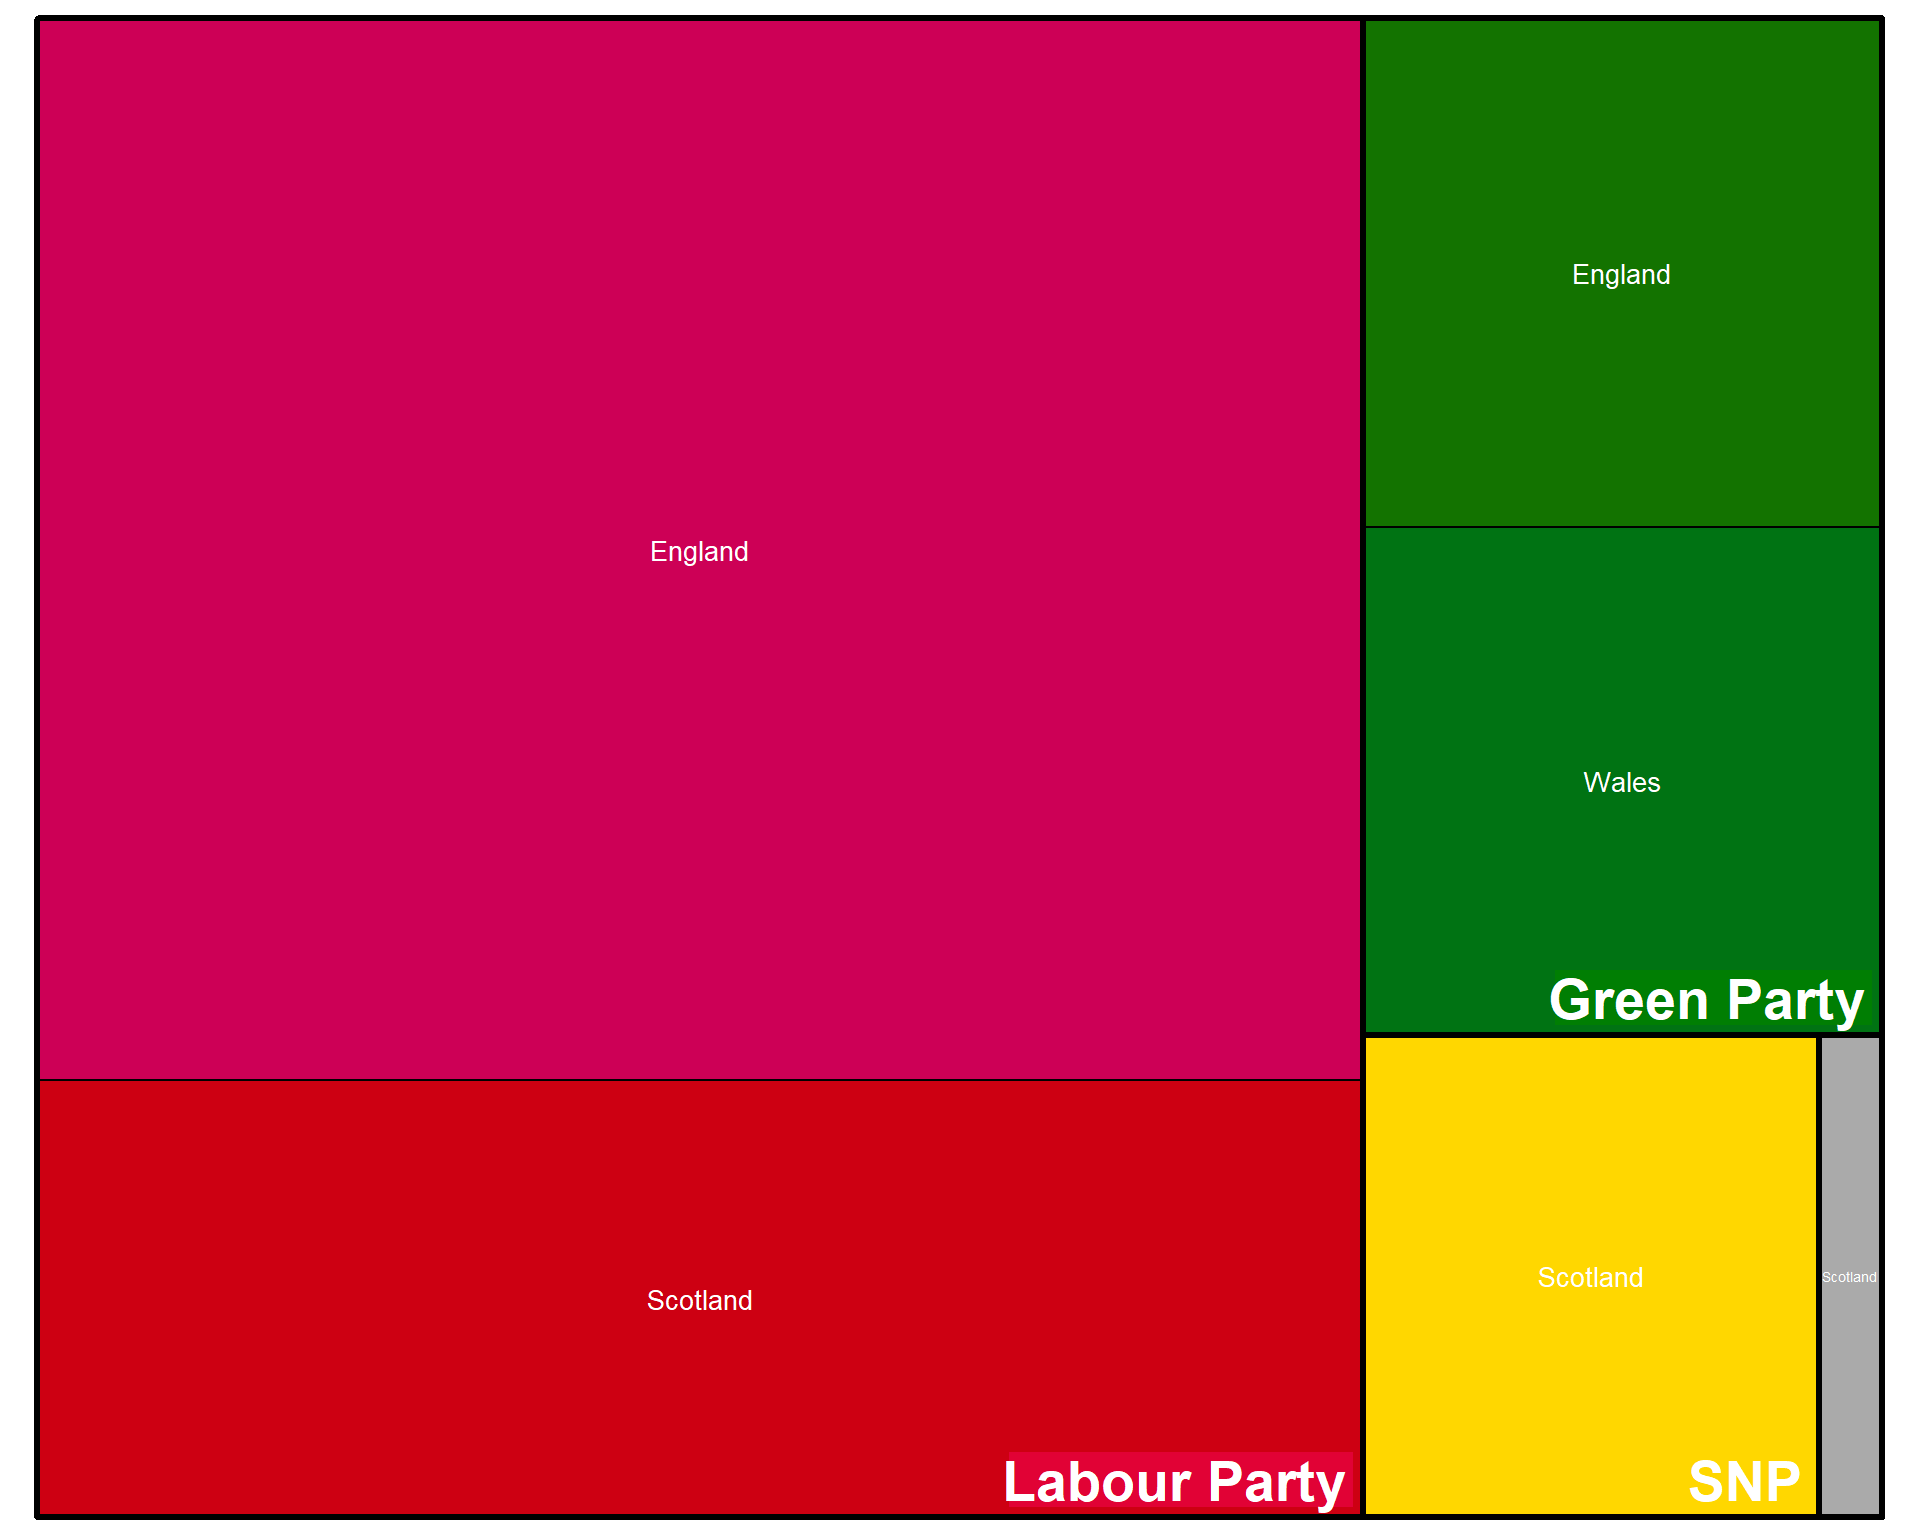 England
England
Wales
Green Party
Scotland
Scotland
Scotland
Labour Party
SNP